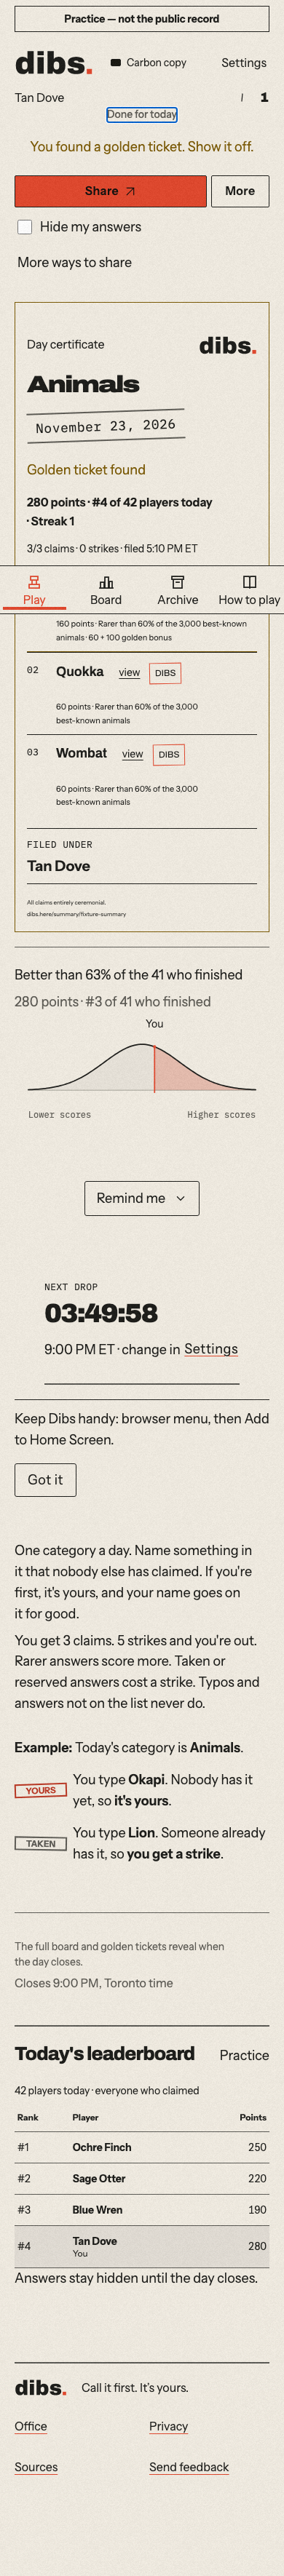 Practice — not the public record
dibs.
Carbon copy
Settings
Tan Dove
1
Done for today
You found a golden ticket. Show it off.
Share
More
Hide my answers
More ways to share
Day certificate
dibs.
Animals
November 23, 2026
Golden ticket found
280 points · #4 of 42 players today
· Streak 1
3/3 claims · 0 strikes · filed 5:10 PM ET
Play
Board
Archive
How to play
160 points · Rarer than 60% of the 3,000 best-known
animals · 60 + 100 golden bonus
02
Quokka
view
DIBS
60 points · Rarer than 60% of the 3,000
best-known animals
03
Wombat
view
DIBS
60 points · Rarer than 60% of the 3,000
best-known animals
FILED UNDER
Tan Dove
All claims entirely ceremonial.
dibs.here/summary/fixture-summary
Better than 63% of the 41 who finished
280 points · #3 of 41 who finished
You
Lower scores
Higher scores
Remind me
NEXT DROP
03:49:58
9:00 PM ET · change in Settings
Keep Dibs handy: browser menu, then Add
to Home Screen.
Got it
One category a day. Name something in
it that nobody else has claimed. If you're
first, it's yours, and your name goes on
it for good.
You get 3 claims. 5 strikes and you're out.
Rarer answers score more. Taken or
reserved answers cost a strike. Typos and
answers not on the list never do.
Example: Today's category is Animals.
YOURS
You type Okapi. Nobody has it
yet, so it's yours.
TAKEN
You type Lion. Someone already
has it, so you get a strike.
The full board and golden tickets reveal when
the day closes.
Closes 9:00 PM, Toronto time
Today's leaderboard
Practice
42 players today · everyone who claimed
Rank
Player
Points
#1
Ochre Finch
250
#2
Sage Otter
220
#3
Blue Wren
190
#4
Tan Dove
You
280
Answers stay hidden until the day closes.
dibs.
Call it first. It's yours.
Office
Privacy
Sources
Send feedback